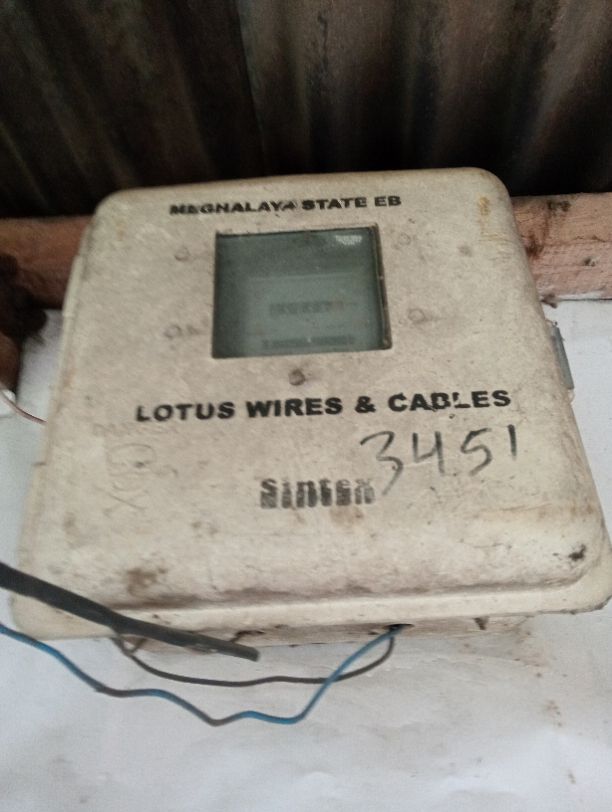 MEGHALAYA STATE EB
LOTUS WIRES & CABLES
3451
Sintex